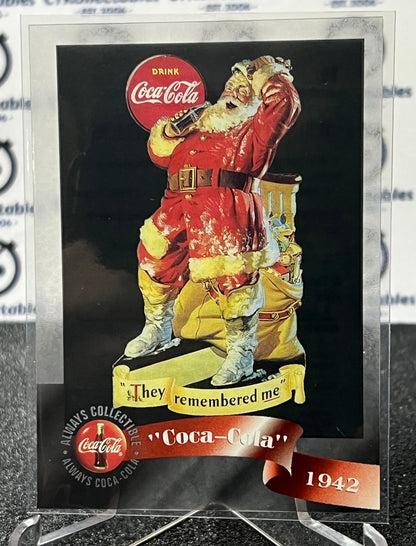 DRINK
Coca-Cola
"They remembered me"
ALWAYS COLLECTIBLE • ALWAYS COCA-COLA •
Coca-Cola
"Coca-Cola"
1942